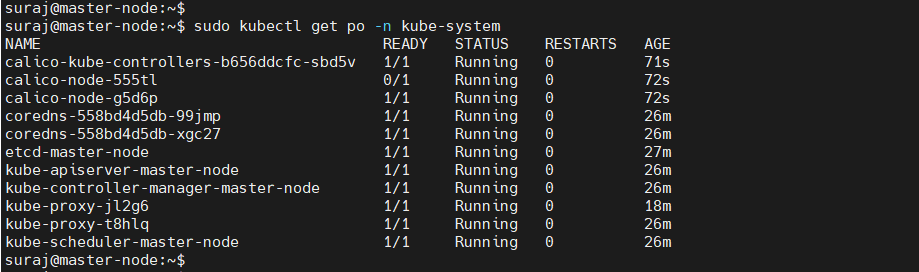 suraj@master-node:~$
suraj@master-node:~$ sudo kubectl get po -n kube-system
NAME READY STATUS RESTARTS AGE
calico-kube-controllers-b656ddcfc-sbd5v 1/1 Running 0 71s
calico-node-555tl 0/1 Running 0 72s
calico-node-g5d6p 1/1 Running 0 72s
coredns-558bd4d5db-99jmp 1/1 Running 0 26m
coredns-558bd4d5db-xgc27 1/1 Running 0 26m
etcd-master-node 1/1 Running 0 27m
kube-apiserver-master-node 1/1 Running 0 26m
kube-controller-manager-master-node 1/1 Running 0 26m
kube-proxy-jl2g6 1/1 Running 0 18m
kube-proxy-t8hlq 1/1 Running 0 26m
kube-scheduler-master-node 1/1 Running 0 26m
suraj@master-node:~$